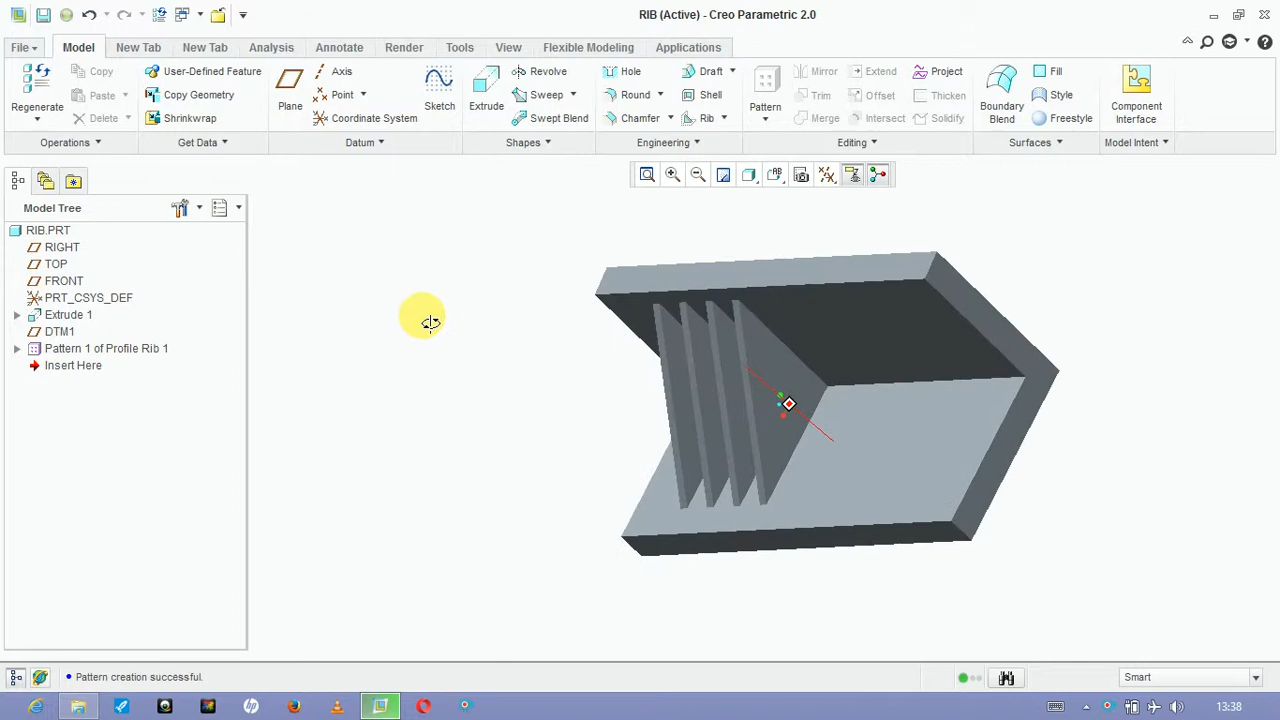 RIB (Active) - Creo Parametric 2.0
File
Model
New Tab
New Tab
Analysis
Annotate
Render
Tools
View
Flexible Modeling
Applications
Regenerate
Copy
Paste
Delete
Operations
User-Defined Feature
Copy Geometry
Shrinkwrap
Get Data
Plane
Axis
Point
Coordinate System
Sketch
Datum
Extrude
Revolve
Sweep
Swept Blend
Shapes
Hole
Round
Chamfer
Draft
Shell
Rib
Engineering
Pattern
Mirror
Trim
Merge
Extend
Offset
Intersect
Project
Thicken
Solidify
Editing
Boundary
Blend
Fill
Style
Freestyle
Surfaces
Component
Interface
Model Intent
Model Tree
RIB.PRT
RIGHT
TOP
FRONT
PRT_CSYS_DEF
Extrude 1
DTM1
Pattern 1 of Profile Rib 1
Insert Here
Pattern creation successful.
Smart
13:38